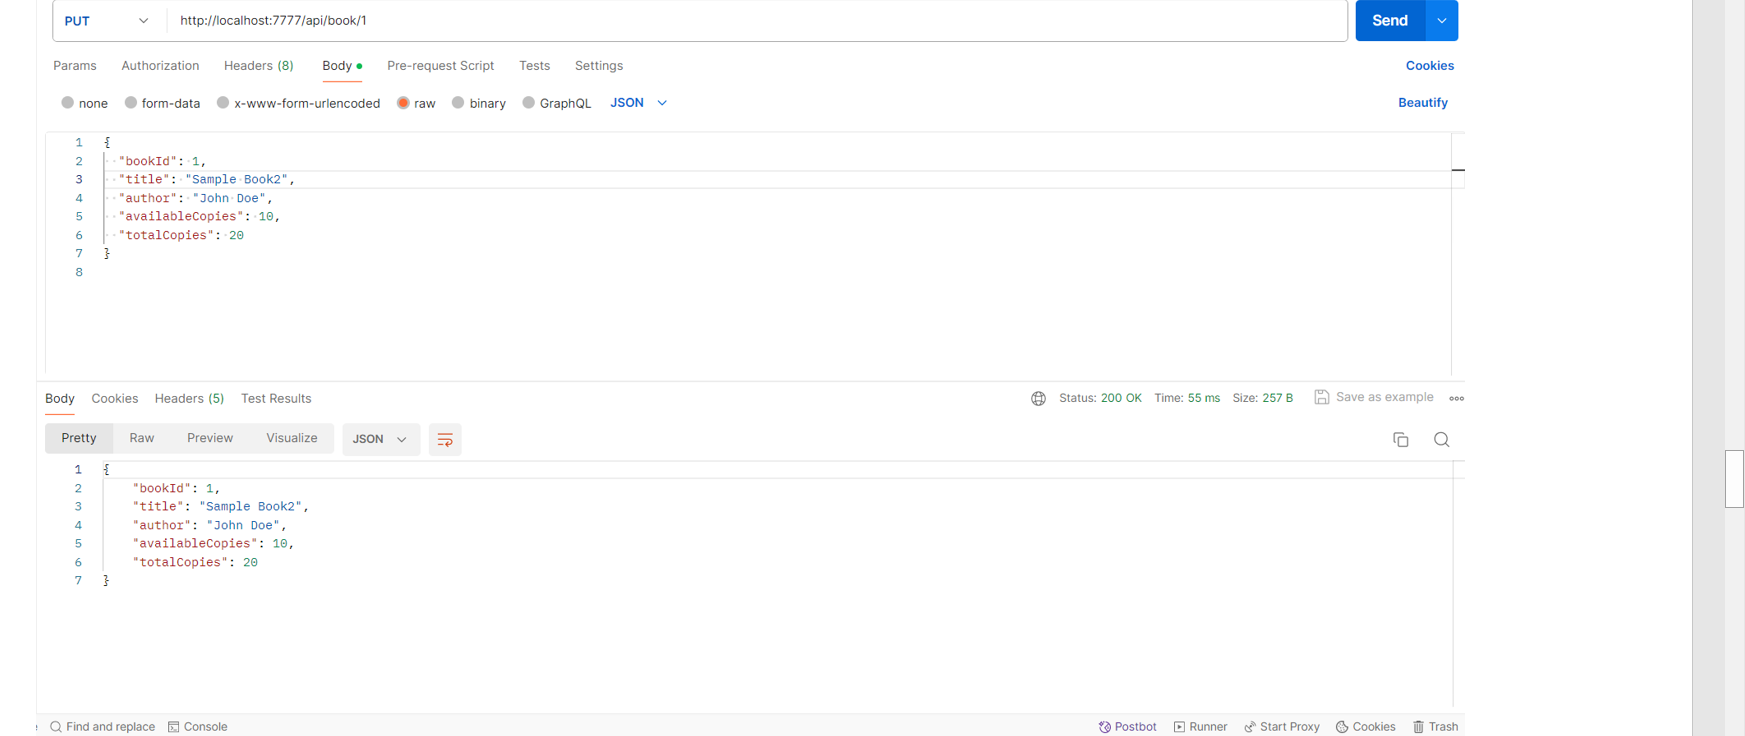 PUT http://localhost:7777/api/book/1 Send
Params Authorization Headers (8) Body Pre-request Script Tests Settings Cookies
none form-data x-www-form-urlencoded raw binary GraphQL JSON Beautify
1 {
2 "bookId": 1,
3 "title": "Sample Book2",
4 "author": "John Doe",
5 "availableCopies": 10,
6 "totalCopies": 20
7 }
8
Body Cookies Headers (5) Test Results Status: 200 OK Time: 55 ms Size: 257 B Save as example
Pretty Raw Preview Visualize JSON
1 {
2 "bookId": 1,
3 "title": "Sample Book2",
4 "author": "John Doe",
5 "availableCopies": 10,
6 "totalCopies": 20
7 }
Find and replace Console Postbot Runner Start Proxy Cookies Trash